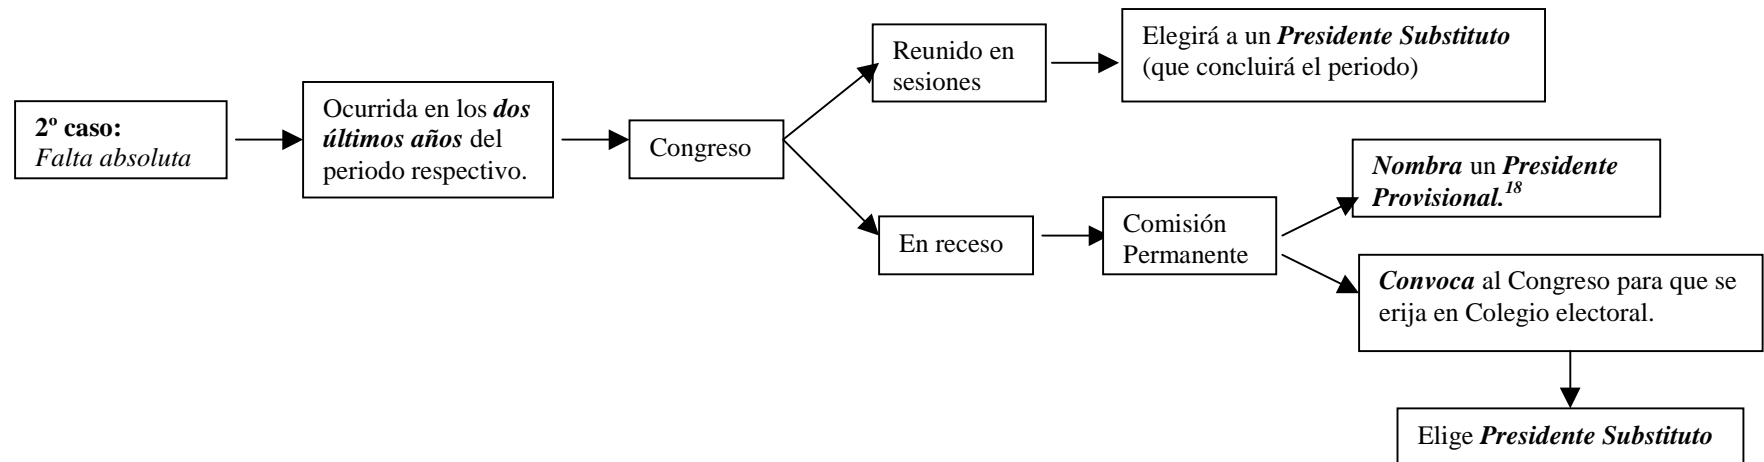 2º caso:
Falta absoluta
Ocurrida en los dos
últimos años del
periodo respectivo.
Congreso
Reunido en
sesiones
Elegirá a un Presidente Substituto
(que concluirá el periodo)
En receso
Comisión
Permanente
Nombra un Presidente
Provisional.18
Convoca al Congreso para que se
erija en Colegio electoral.
Elige Presidente Substituto